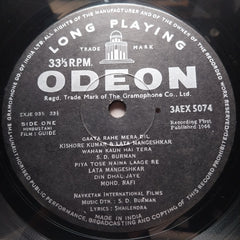 LONG PLAYING
TRADE MARK
33⅓ R.P.M.
ODEON
Regd. Trade Mark of The Gramophone Co., Ltd.
3AEX 5074
SIDE ONE
HINDUSTANI
FILM : GUIDE
Recording First
Published 1966
GAATA RAHE MERA DIL
KISHORE KUMAR & LATA MANGESHKAR
WAHAN KAUN HAI TERA
S. D. BURMAN
PIYA TOSE NAINA LAGE RE
LATA MANGESHKAR
DIN DHAL JAYE
MOHD. RAFI
NAVKETAN INTERNATIONAL FILMS
MUSIC DIR.: S. D. BURMAN
LYRICS : SHAILENDRA
MADE IN INDIA